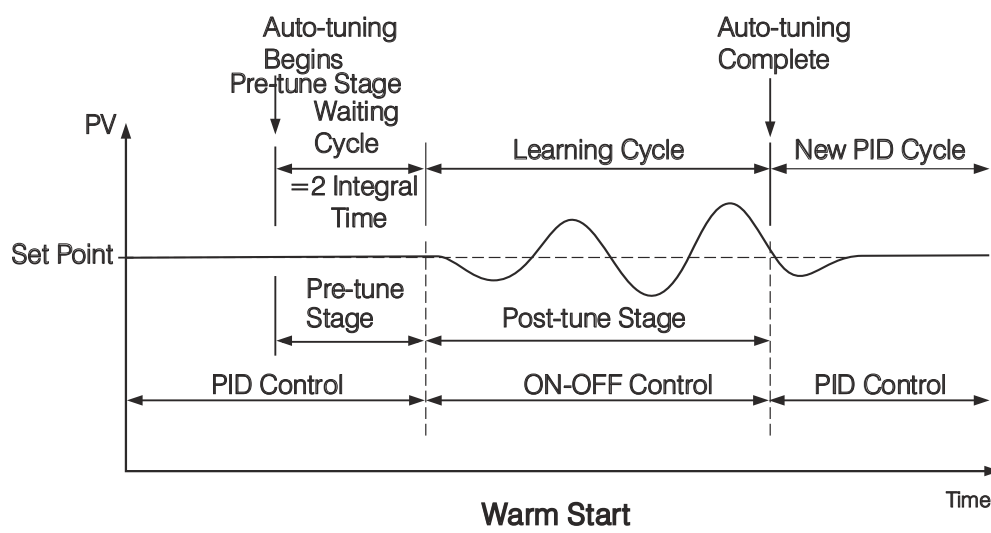 Auto-tuning
Begins
Pre-tune Stage
Waiting
Cycle
=2 Integral
Time
Auto-tuning
Complete
PV
Learning Cycle
New PID Cycle
Set Point
Pre-tune
Stage
Post-tune Stage
PID Control
ON-OFF Control
PID Control
Time
Warm Start